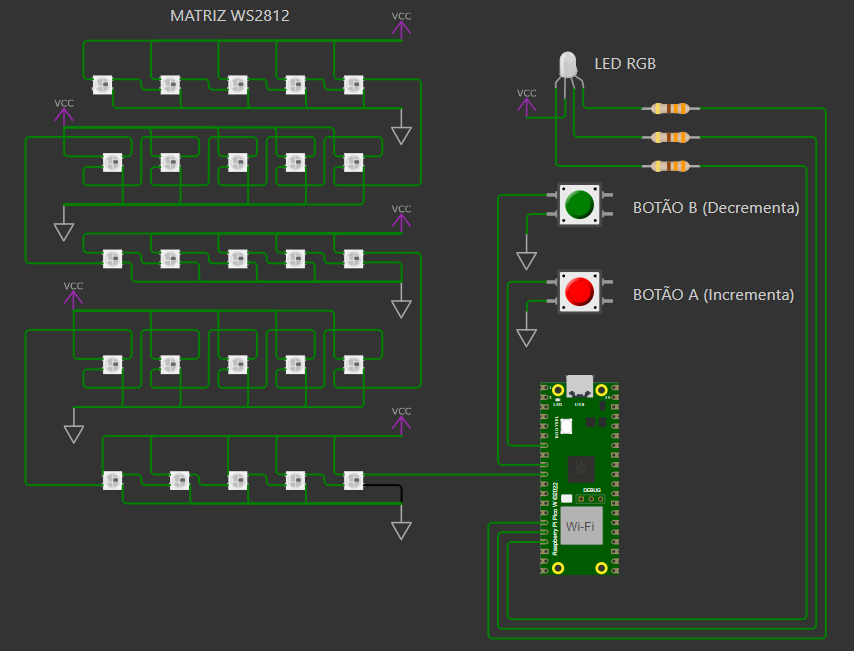 MATRIZ WS2812
VCC
LED RGB
VCC
VCC
BOTÃO B (Decrementa)
VCC
BOTÃO A (Incrementa)
VCC
VCC
LED
USB
BOOTSEL
DEBUG
Raspberry Pi Pico W ©2022
Wi-Fi